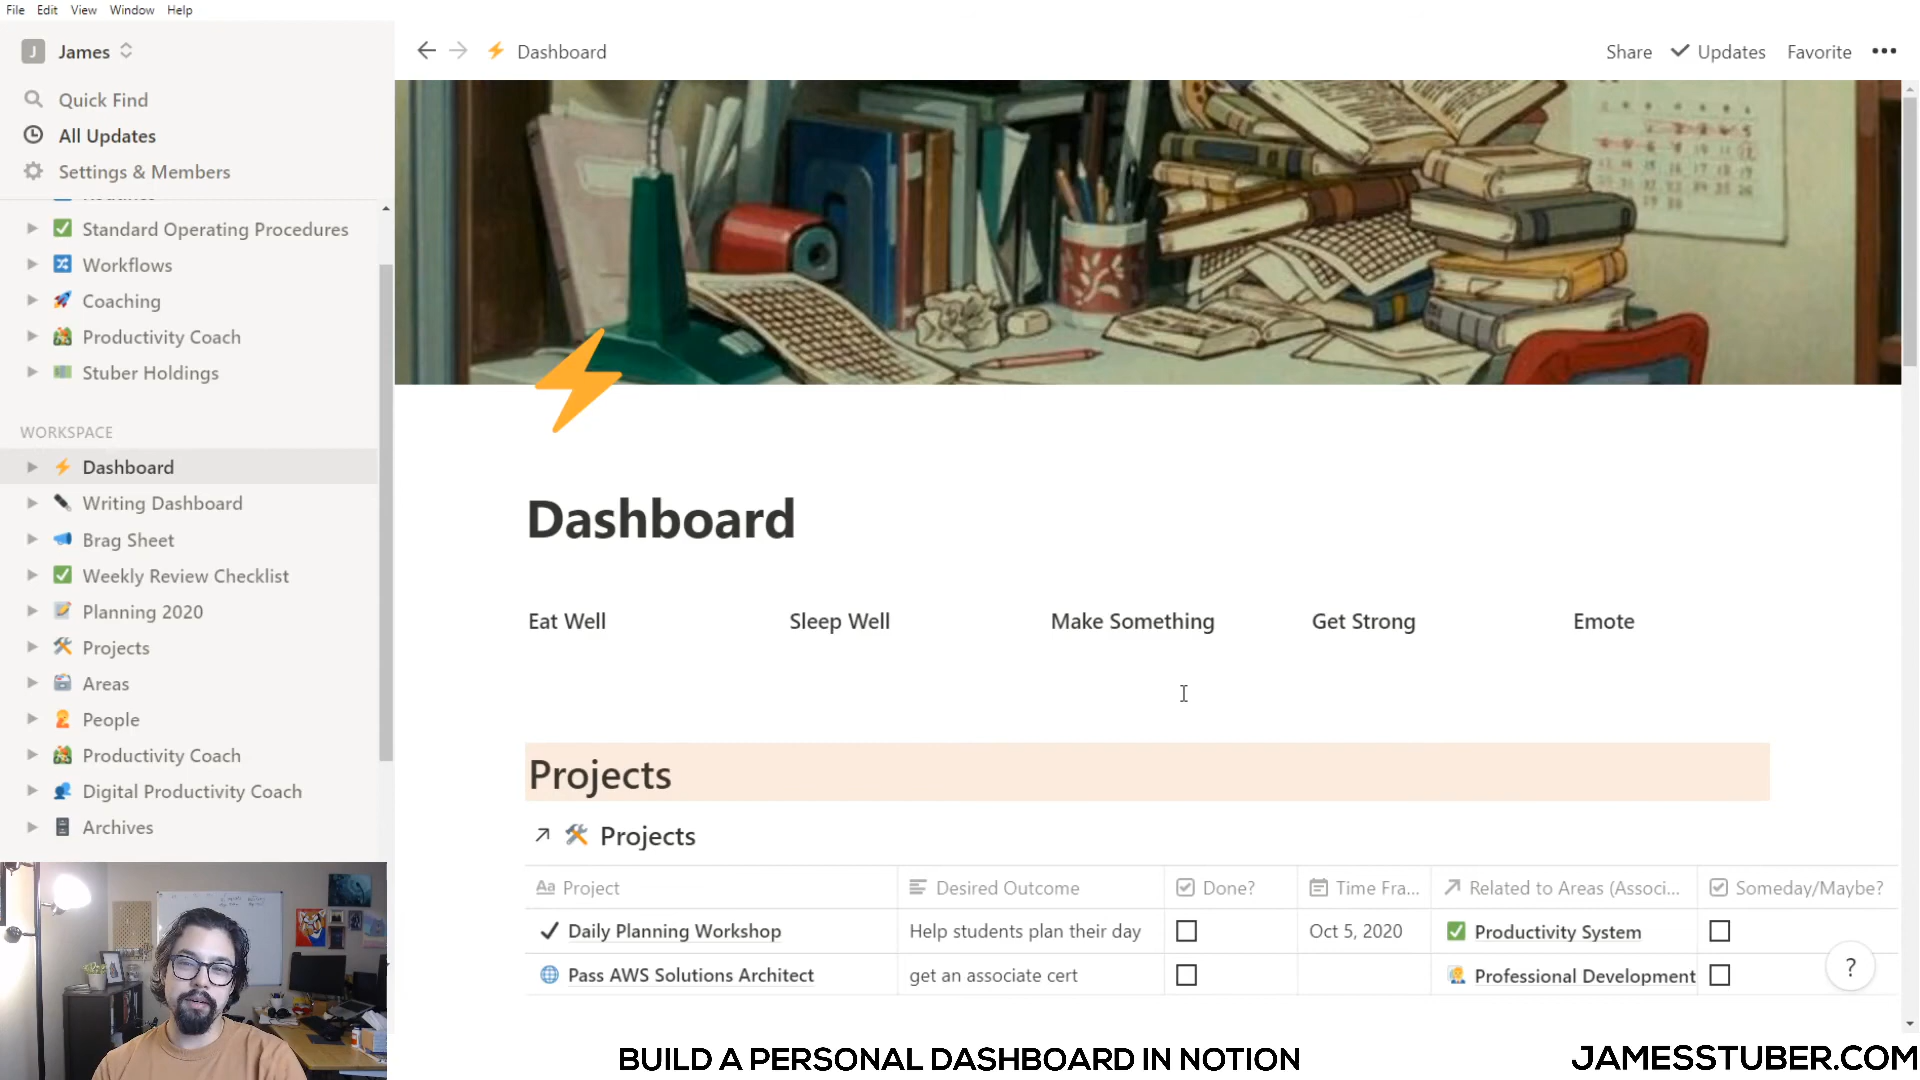 File Edit View Window Help
J James
Quick Find
All Updates
Settings & Members
Standard Operating Procedures
Workflows
Coaching
Productivity Coach
Stuber Holdings
WORKSPACE
Dashboard
Writing Dashboard
Brag Sheet
Weekly Review Checklist
Planning 2020
Projects
Areas
People
Productivity Coach
Digital Productivity Coach
Archives
Dashboard
Share Updates Favorite
Dashboard
Eat Well Sleep Well Make Something Get Strong Emote
Projects
Projects
Aa Project Desired Outcome Done? Time Fra... Related to Areas (Associ... Someday/Maybe?
Daily Planning Workshop Help students plan their day Oct 5, 2020 Productivity System
Pass AWS Solutions Architect get an associate cert Professional Development
?
BUILD A PERSONAL DASHBOARD IN NOTION
JAMESSTUBER.COM